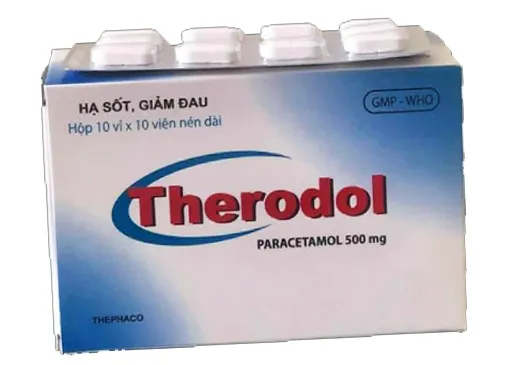 HẠ SỐT, GIẢM ĐAU
Hộp 10 vỉ x 10 viên nén dài
GMP - WHO
Therodol
PARACETAMOL 500 mg
THEPHACO